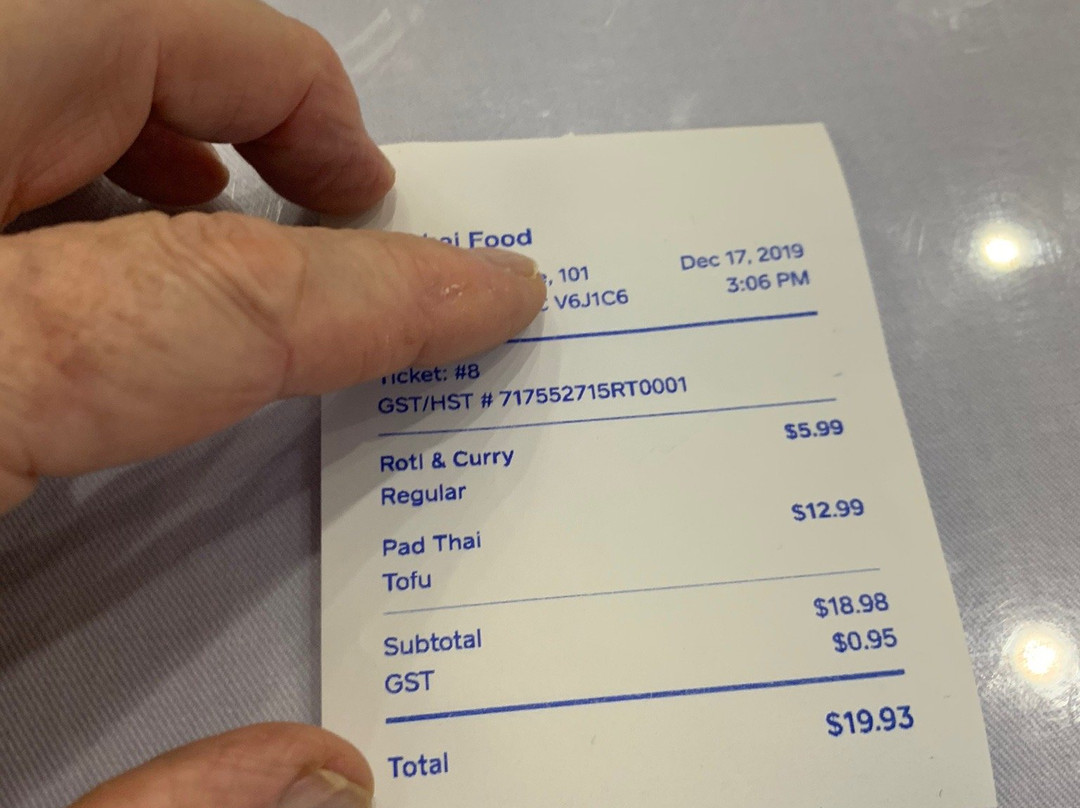 Food
101
V6J1C6
Dec 17, 2019
3:06 PM
Ticket: #8
GST/HST # 717552715RT0001
Roti & Curry $5.99
Regular
Pad Thai $12.99
Tofu
Subtotal $18.98
GST $0.95
Total $19.93